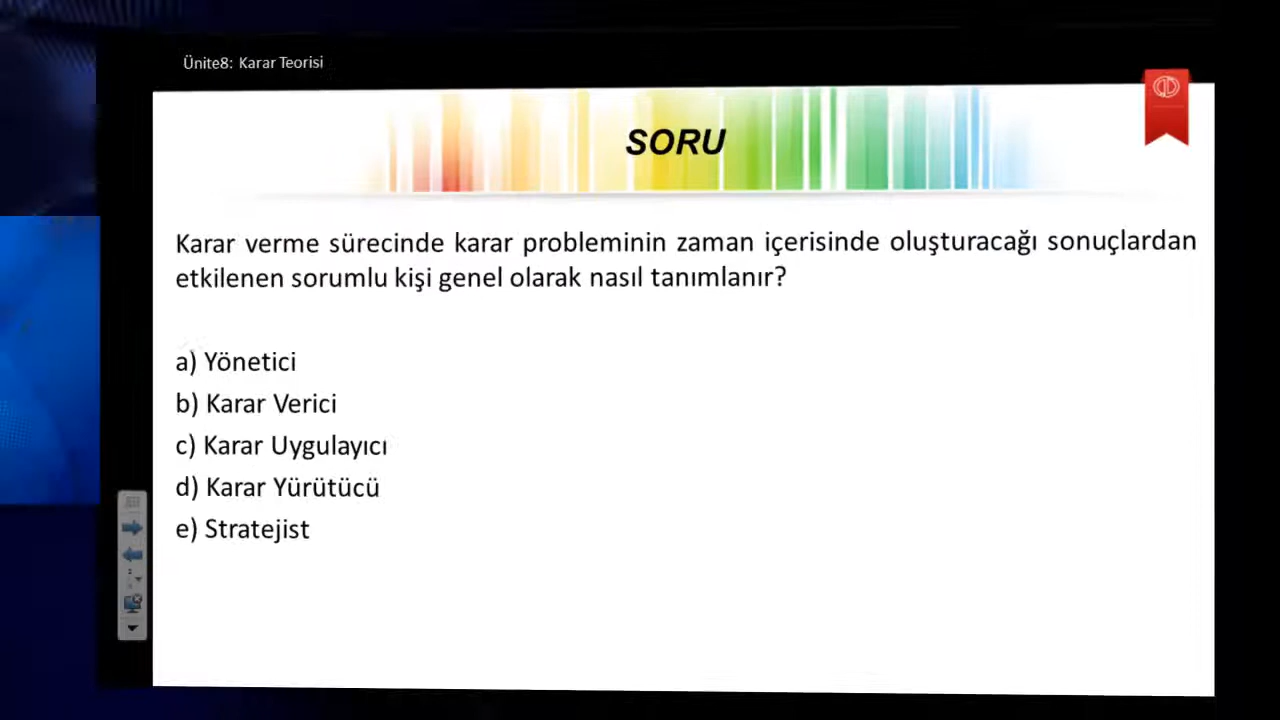 Ünite8: Karar Teorisi
SORU
Karar verme sürecinde karar probleminin zaman içerisinde oluşturacağı sonuçlardan
etkilenen sorumlu kişi genel olarak nasıl tanımlanır?
a) Yönetici
b) Karar Verici
c) Karar Uygulayıcı
d) Karar Yürütücü
e) Stratejist